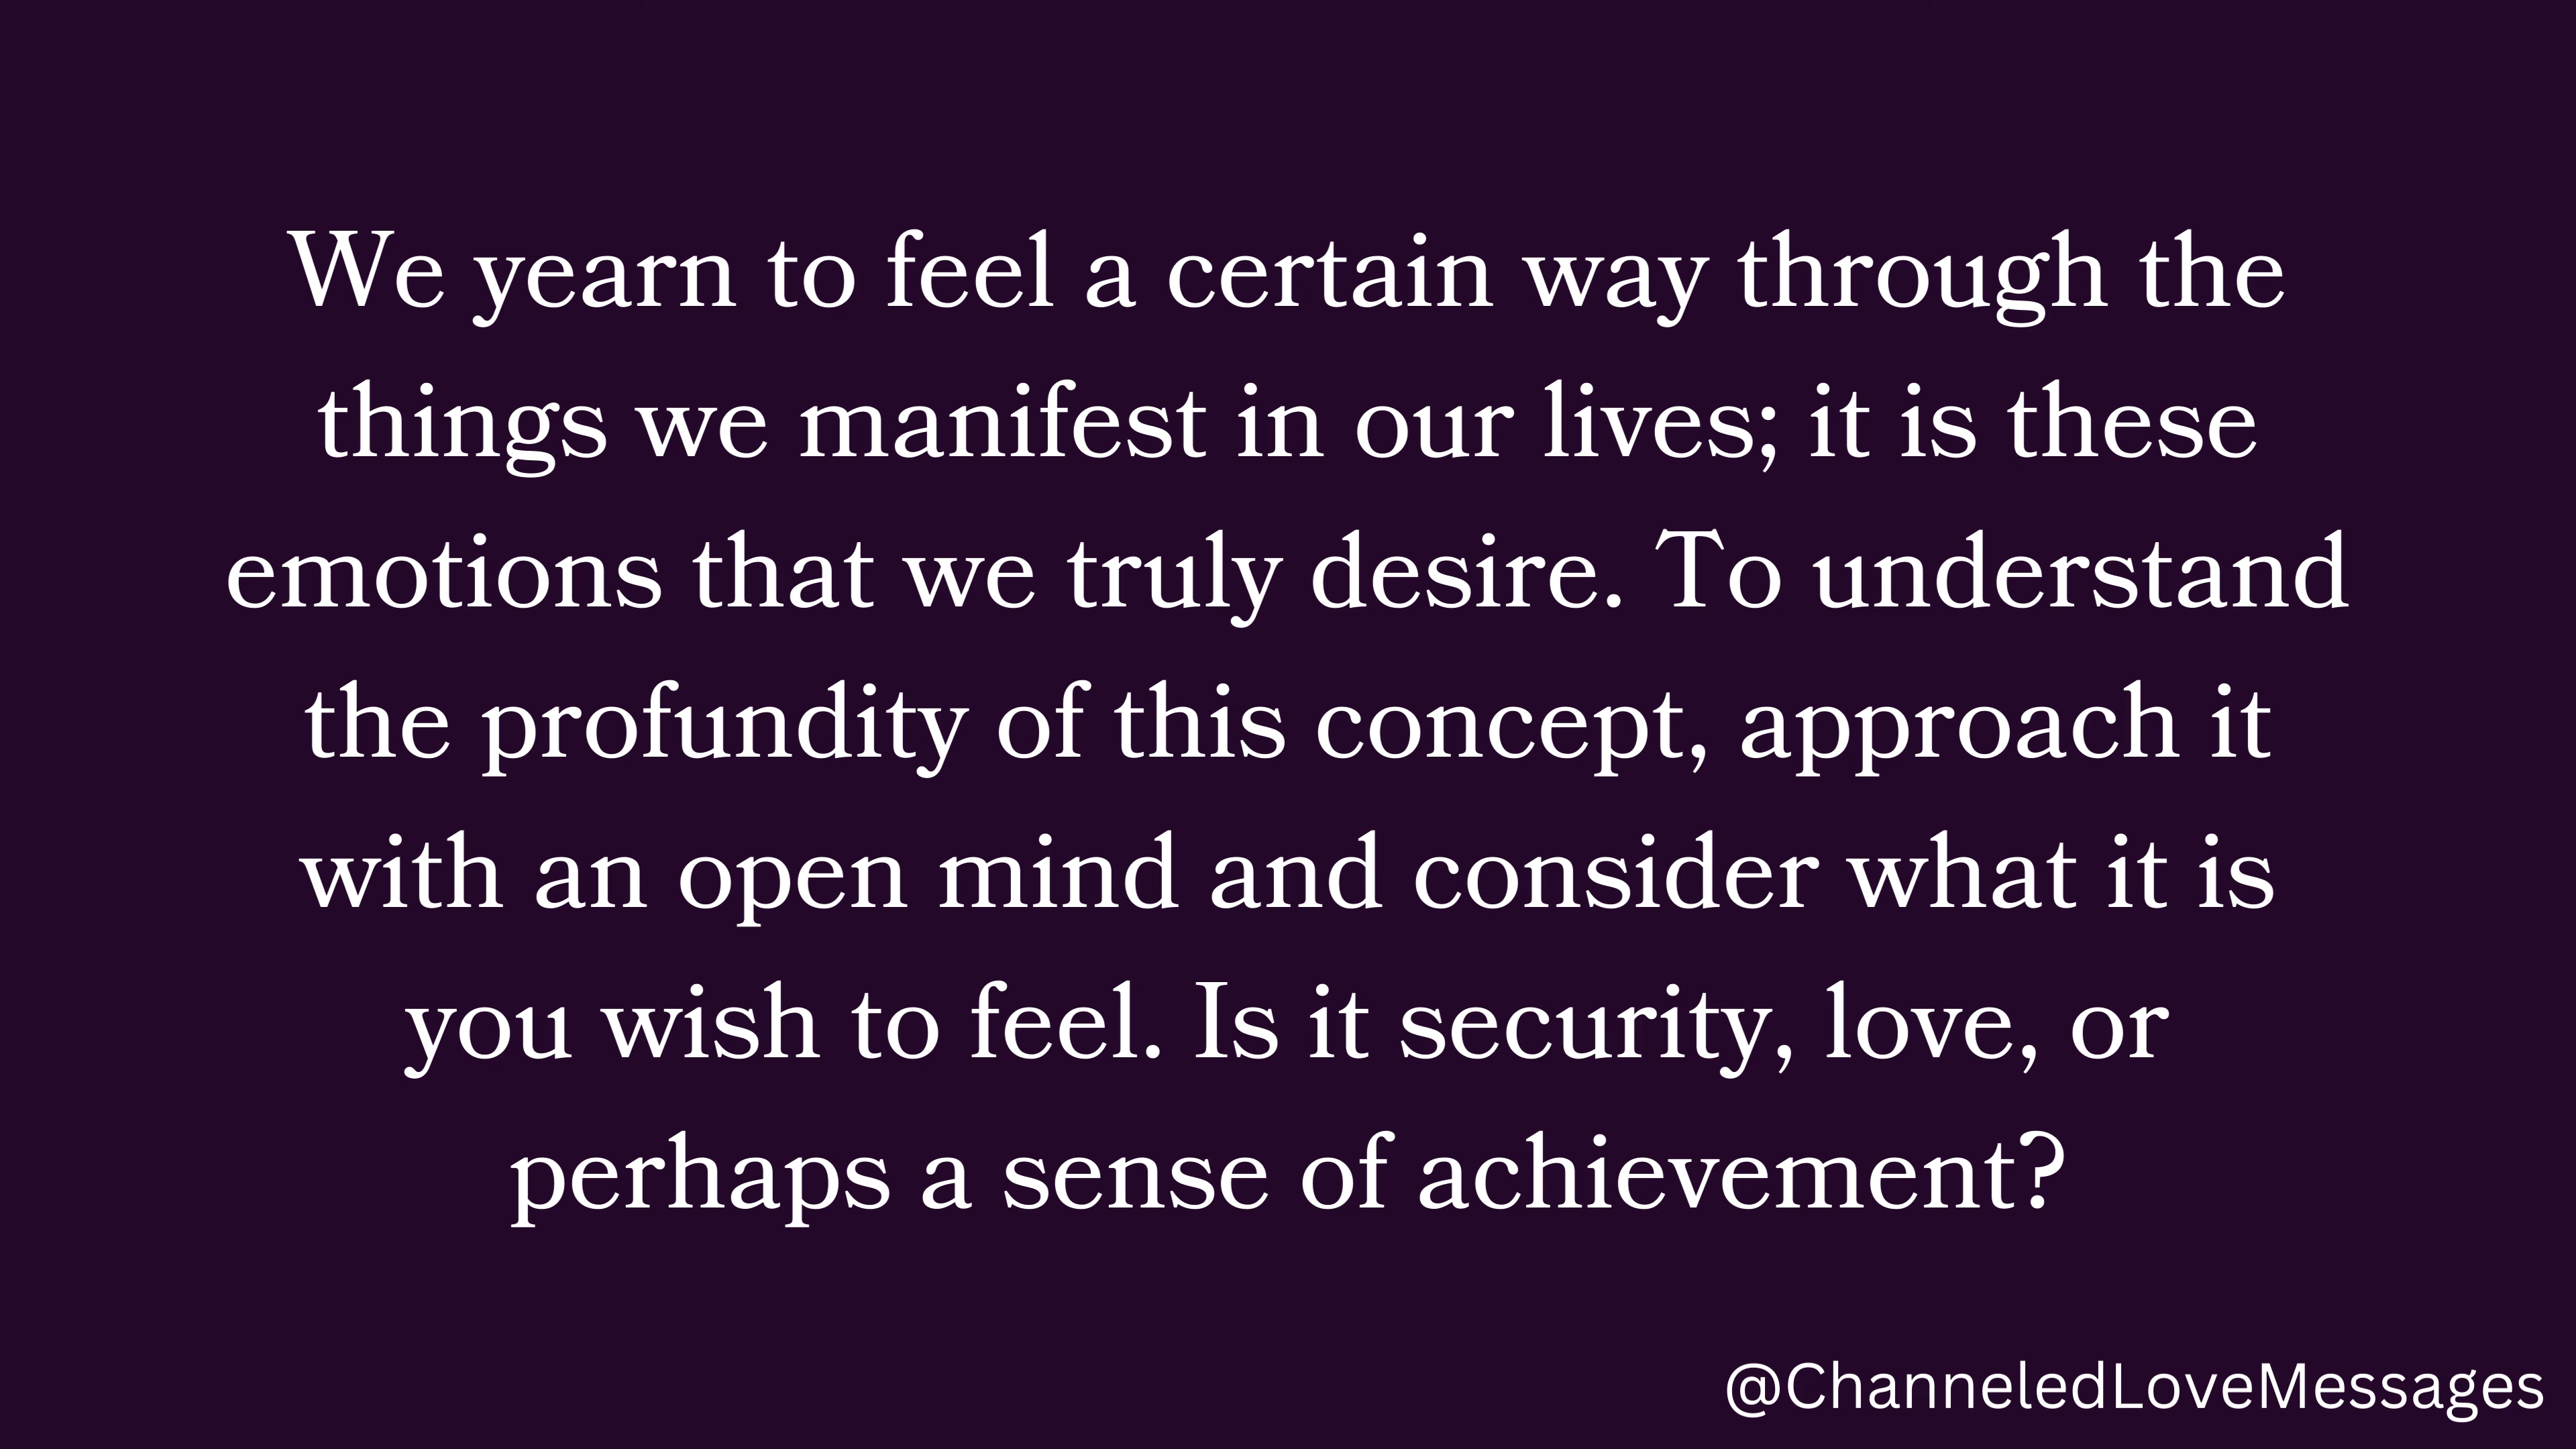 We yearn to feel a certain way through the
things we manifest in our lives; it is these
emotions that we truly desire. To understand
the profundity of this concept, approach it
with an open mind and consider what it is
you wish to feel. Is it security, love, or
perhaps a sense of achievement?
@ChanneledLoveMessages